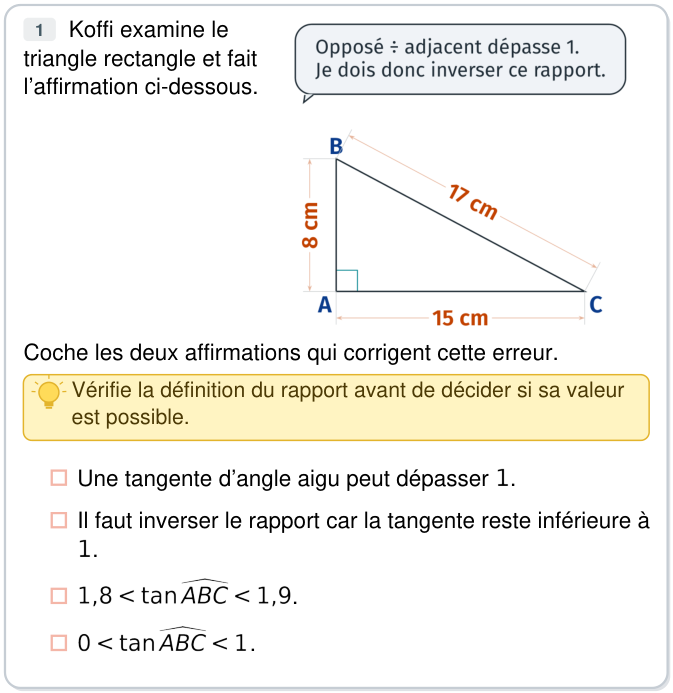 1 Koffi examine le
triangle rectangle et fait
l’affirmation ci-dessous.
Opposé ÷ adjacent dépasse 1.
Je dois donc inverser ce rapport.
B
17 cm
8 cm
A
C
15 cm
Coche les deux affirmations qui corrigent cette erreur.
Vérifie la définition du rapport avant de décider si sa valeur
est possible.
Une tangente d’angle aigu peut dépasser 1.
Il faut inverser le rapport car la tangente reste inférieure à
1.
1,8 < tan \widehat{ABC} < 1,9.
0 < tan \widehat{ABC} < 1.